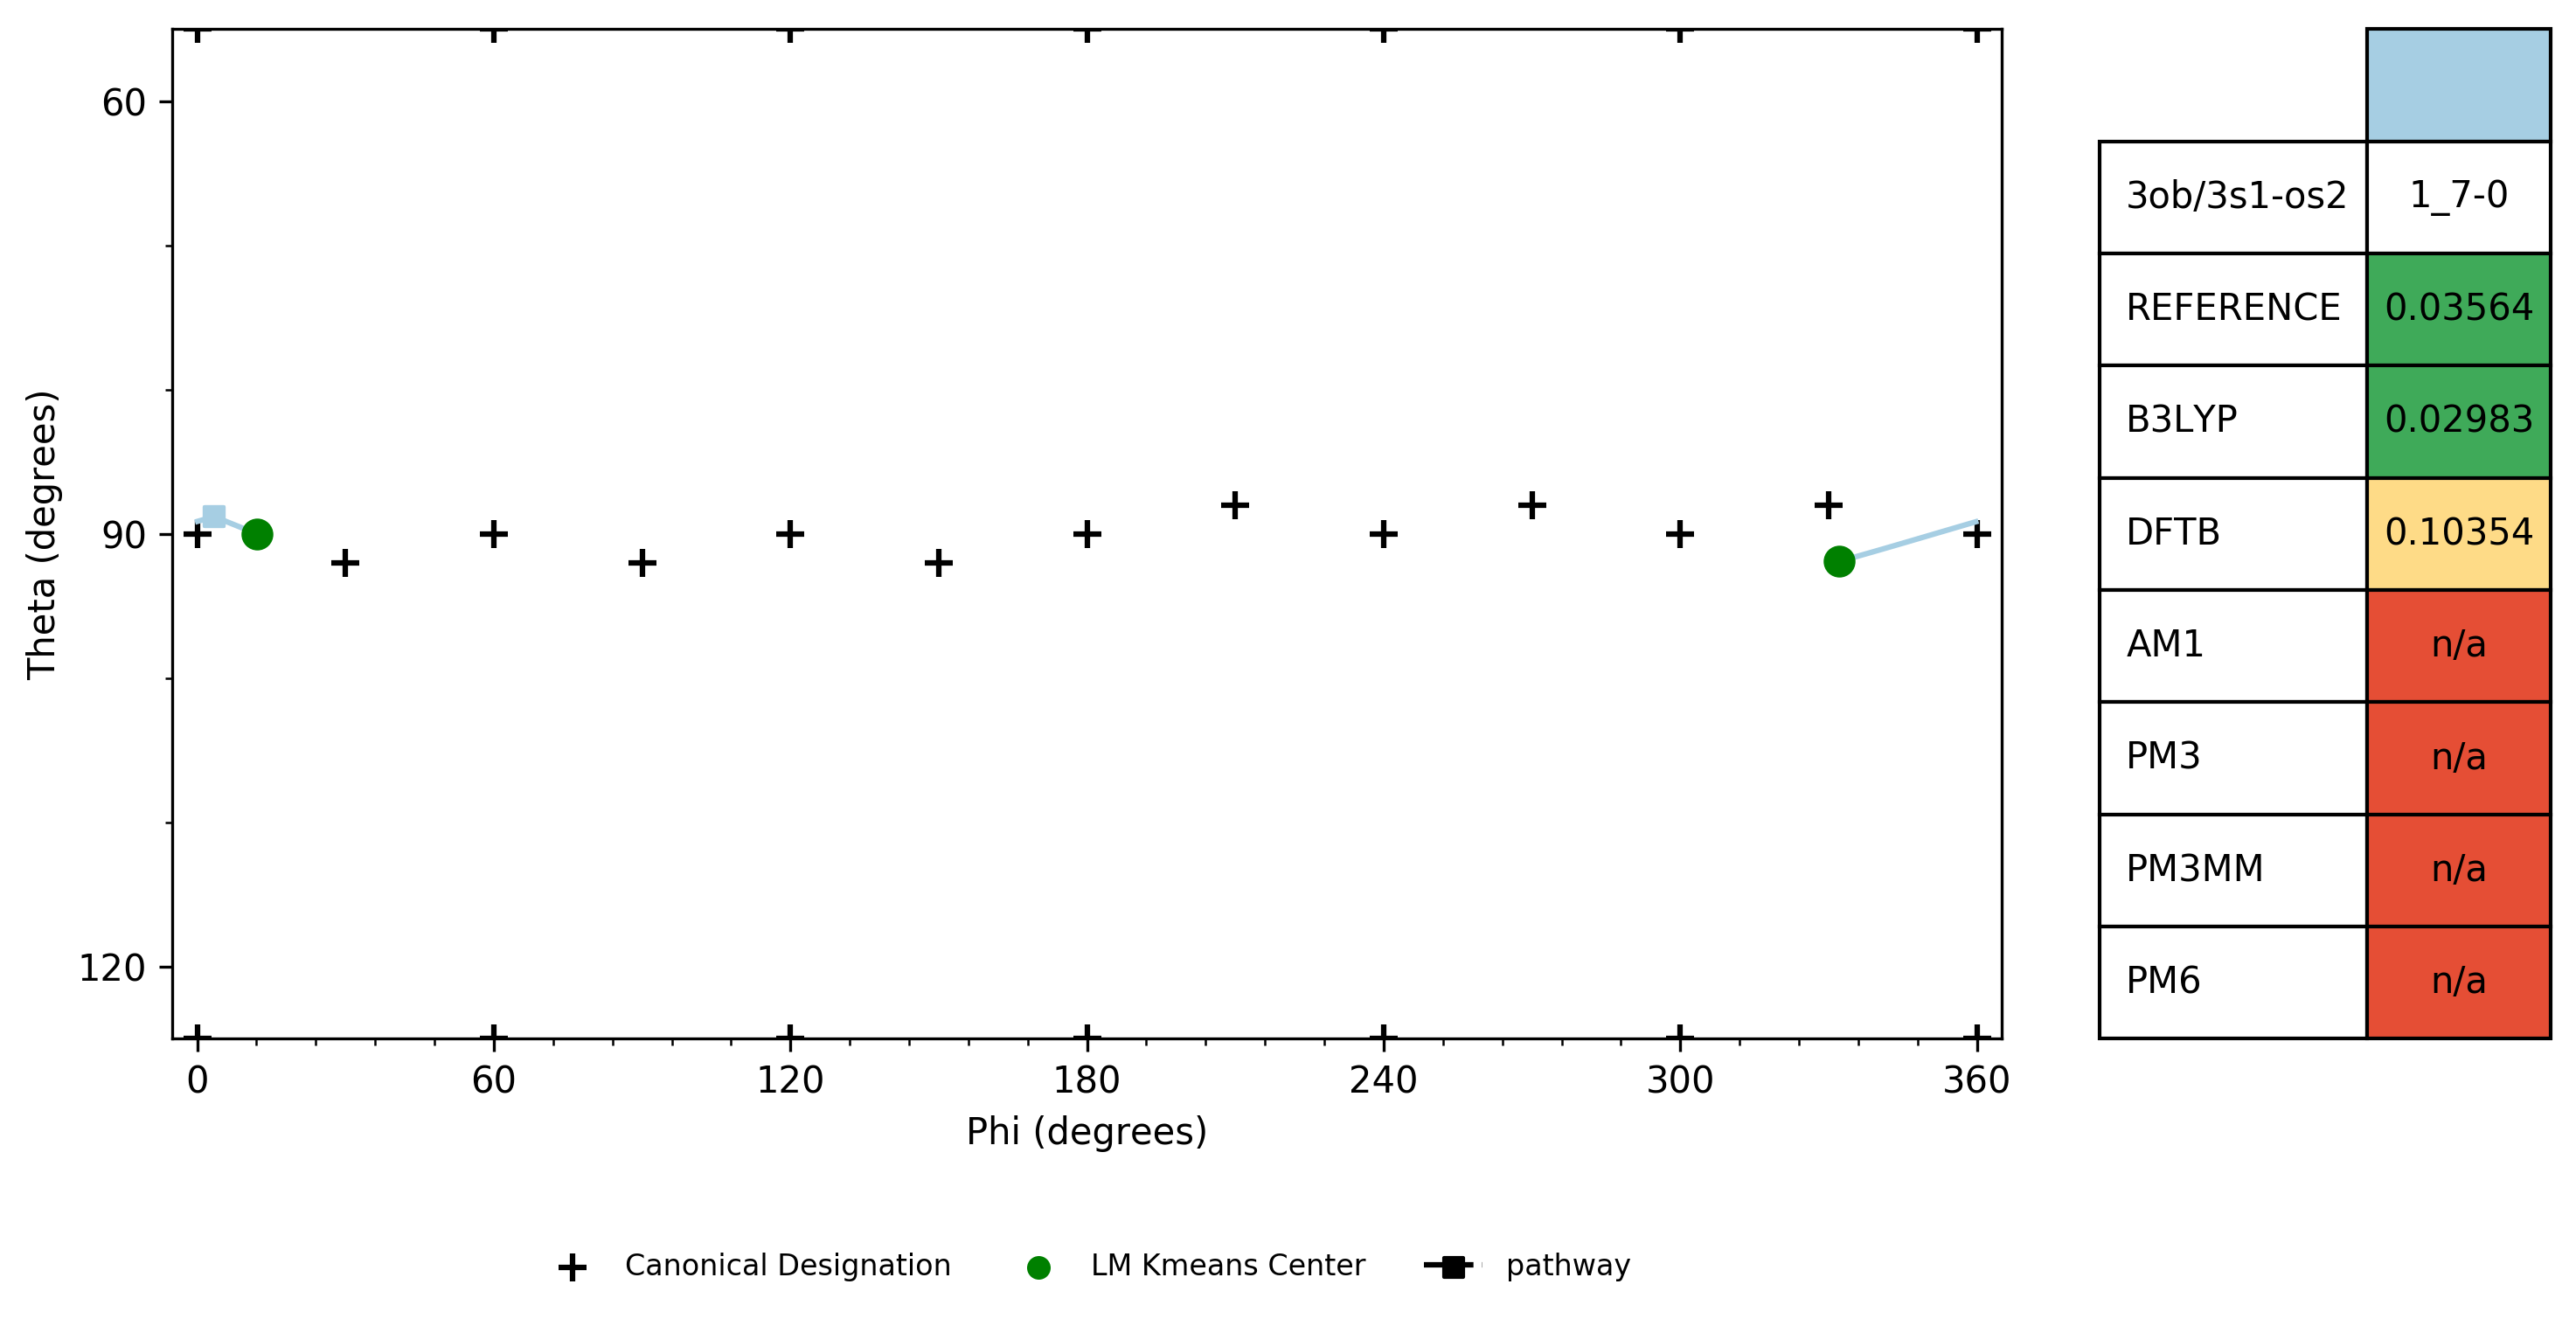 60
90
120
Theta (degrees)
0 60 120 180 240 300 360
Phi (degrees)
Canonical Designation LM Kmeans Center pathway
3ob/3s1-os2 1_7-0
REFERENCE 0.03564
B3LYP 0.02983
DFTB 0.10354
AM1 n/a
PM3 n/a
PM3MM n/a
PM6 n/a